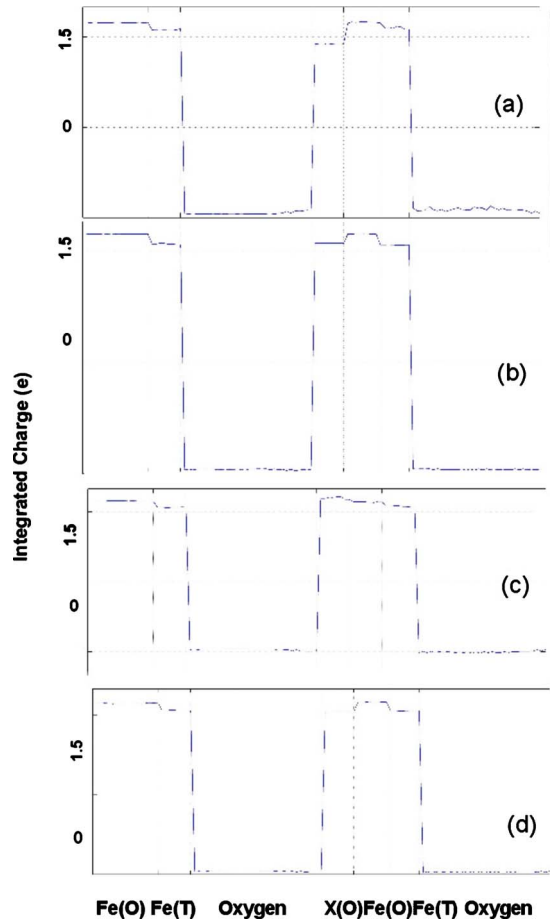 1.5
0
(a)
1.5
0
(b)
Integrated Charge (e)
1.5
0
(c)
1.5
0
(d)
Fe(O) Fe(T) Oxygen X(O)Fe(O)Fe(T) Oxygen